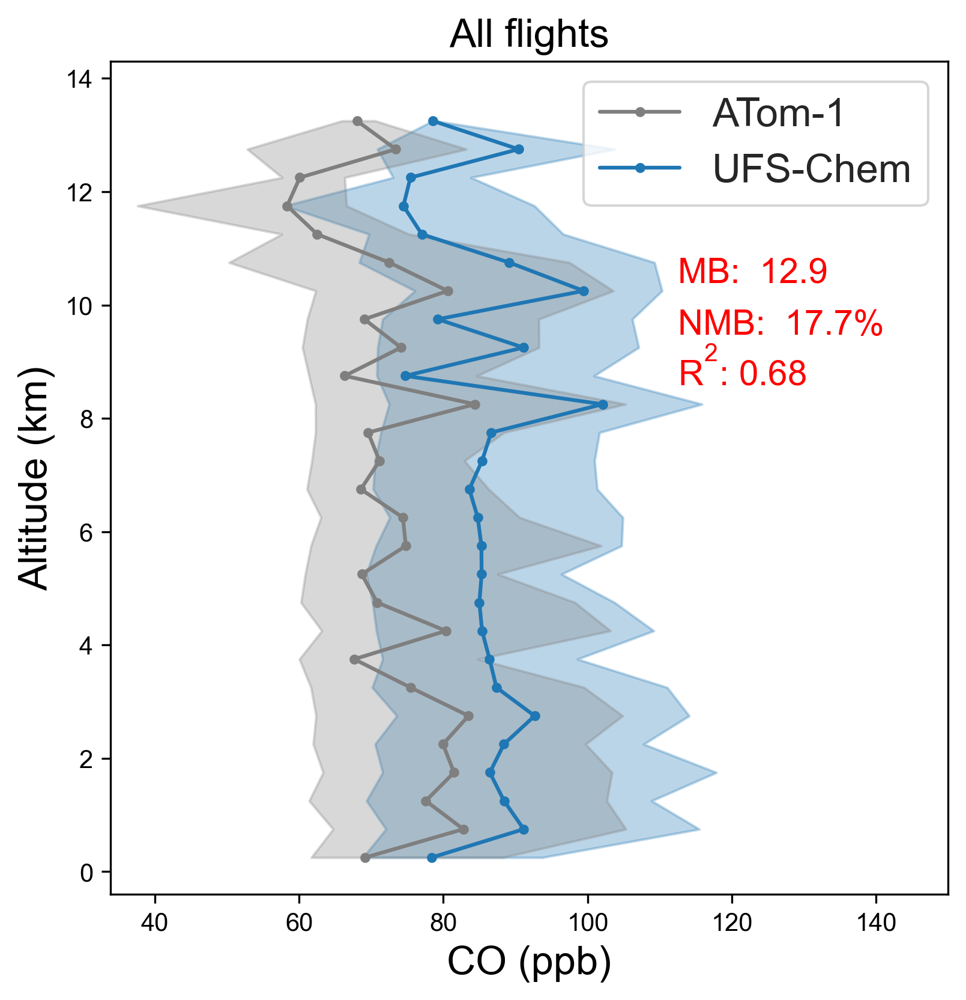 All flights
14
12
10
8
6
4
2
0
Altitude (km)
ATom-1
UFS-Chem
MB: 12.9
NMB: 17.7%
R²: 0.68
40 60 80 100 120 140
CO (ppb)